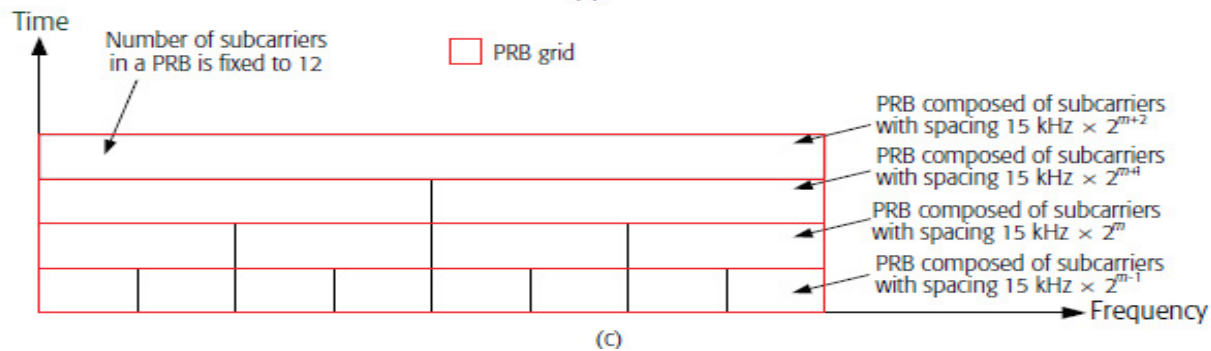 Time
Number of subcarriers
in a PRB is fixed to 12
PRB grid
PRB composed of subcarriers
with spacing 15 kHz × 2^{m+2}
PRB composed of subcarriers
with spacing 15 kHz × 2^{m+1}
PRB composed of subcarriers
with spacing 15 kHz × 2^{m}
PRB composed of subcarriers
with spacing 15 kHz × 2^{m-1}
Frequency
(c)